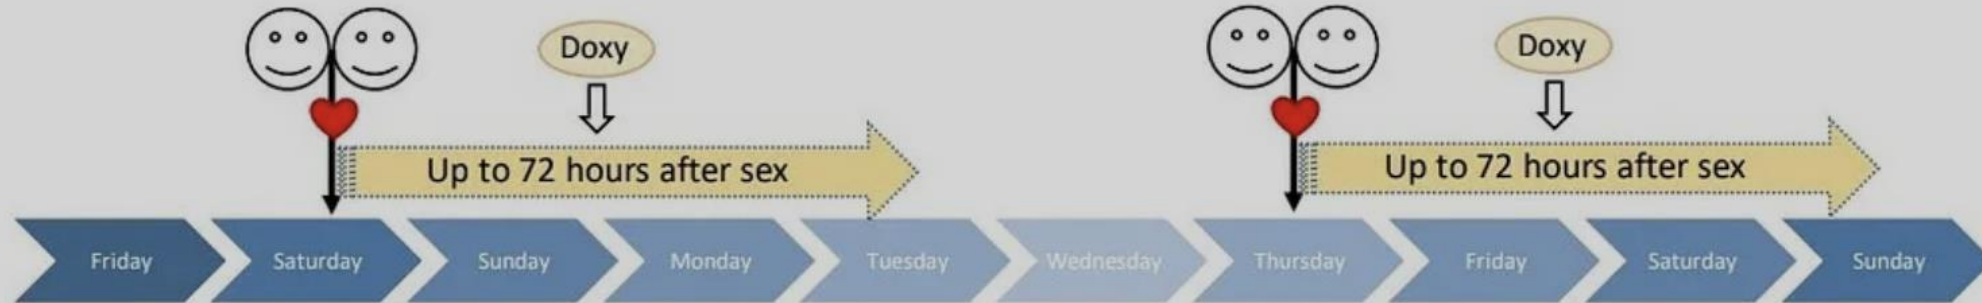 Doxy
Doxy
Up to 72 hours after sex
Up to 72 hours after sex
Friday
Saturday
Sunday
Monday
Tuesday
Wednesday
Thursday
Friday
Saturday
Sunday